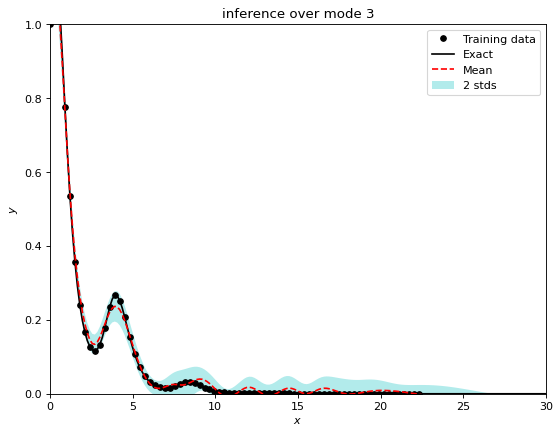 inference over mode 3
1.0
0.8
0.6
0.4
0.2
0.0
y
Training data
Exact
Mean
2 stds
0 5 10 15 20 25 30
x